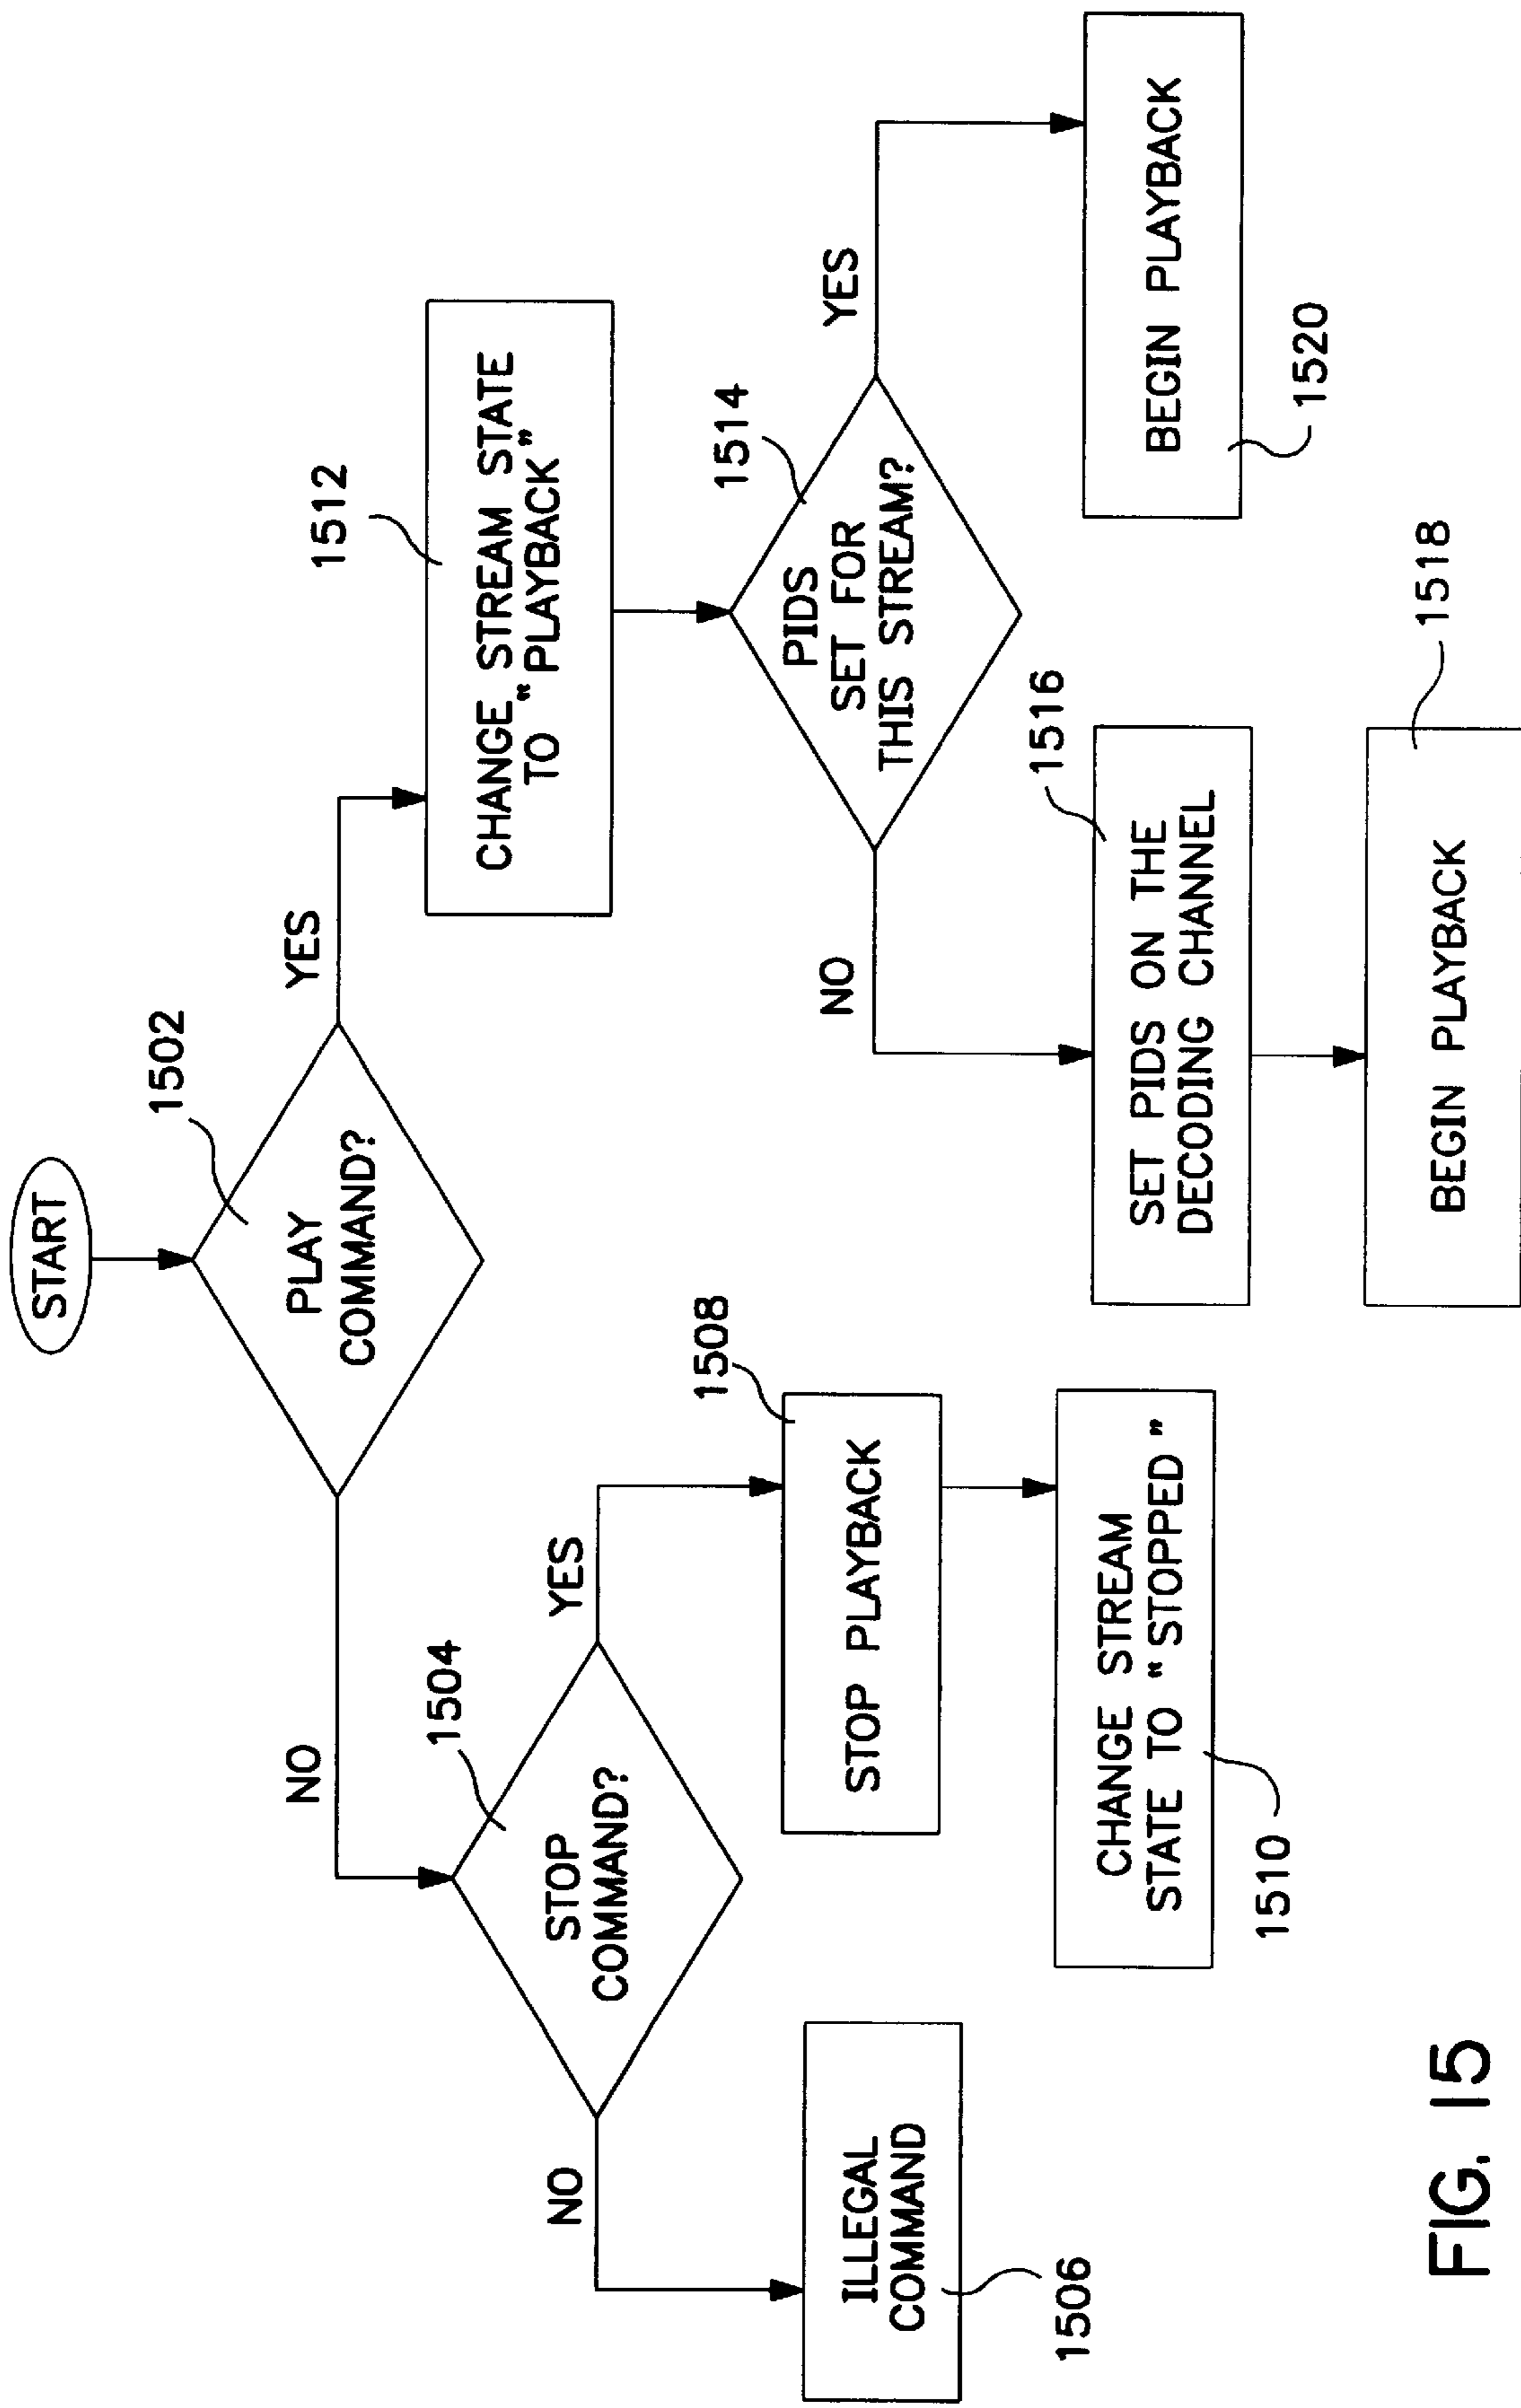 START
1502
PLAY
COMMAND?
NO
YES
1504
STOP
COMMAND?
NO
YES
ILLEGAL
COMMAND
1506
1508
STOP PLAYBACK
CHANGE STREAM
STATE TO “STOPPED”
1510
1512
CHANGE STREAM STATE
TO “PLAYBACK”
1514
PIDS
SET FOR
THIS STREAM?
NO
YES
1516
SET PIDS ON THE
DECODING CHANNEL
1518
BEGIN PLAYBACK
BEGIN PLAYBACK
1520
FIG. 15